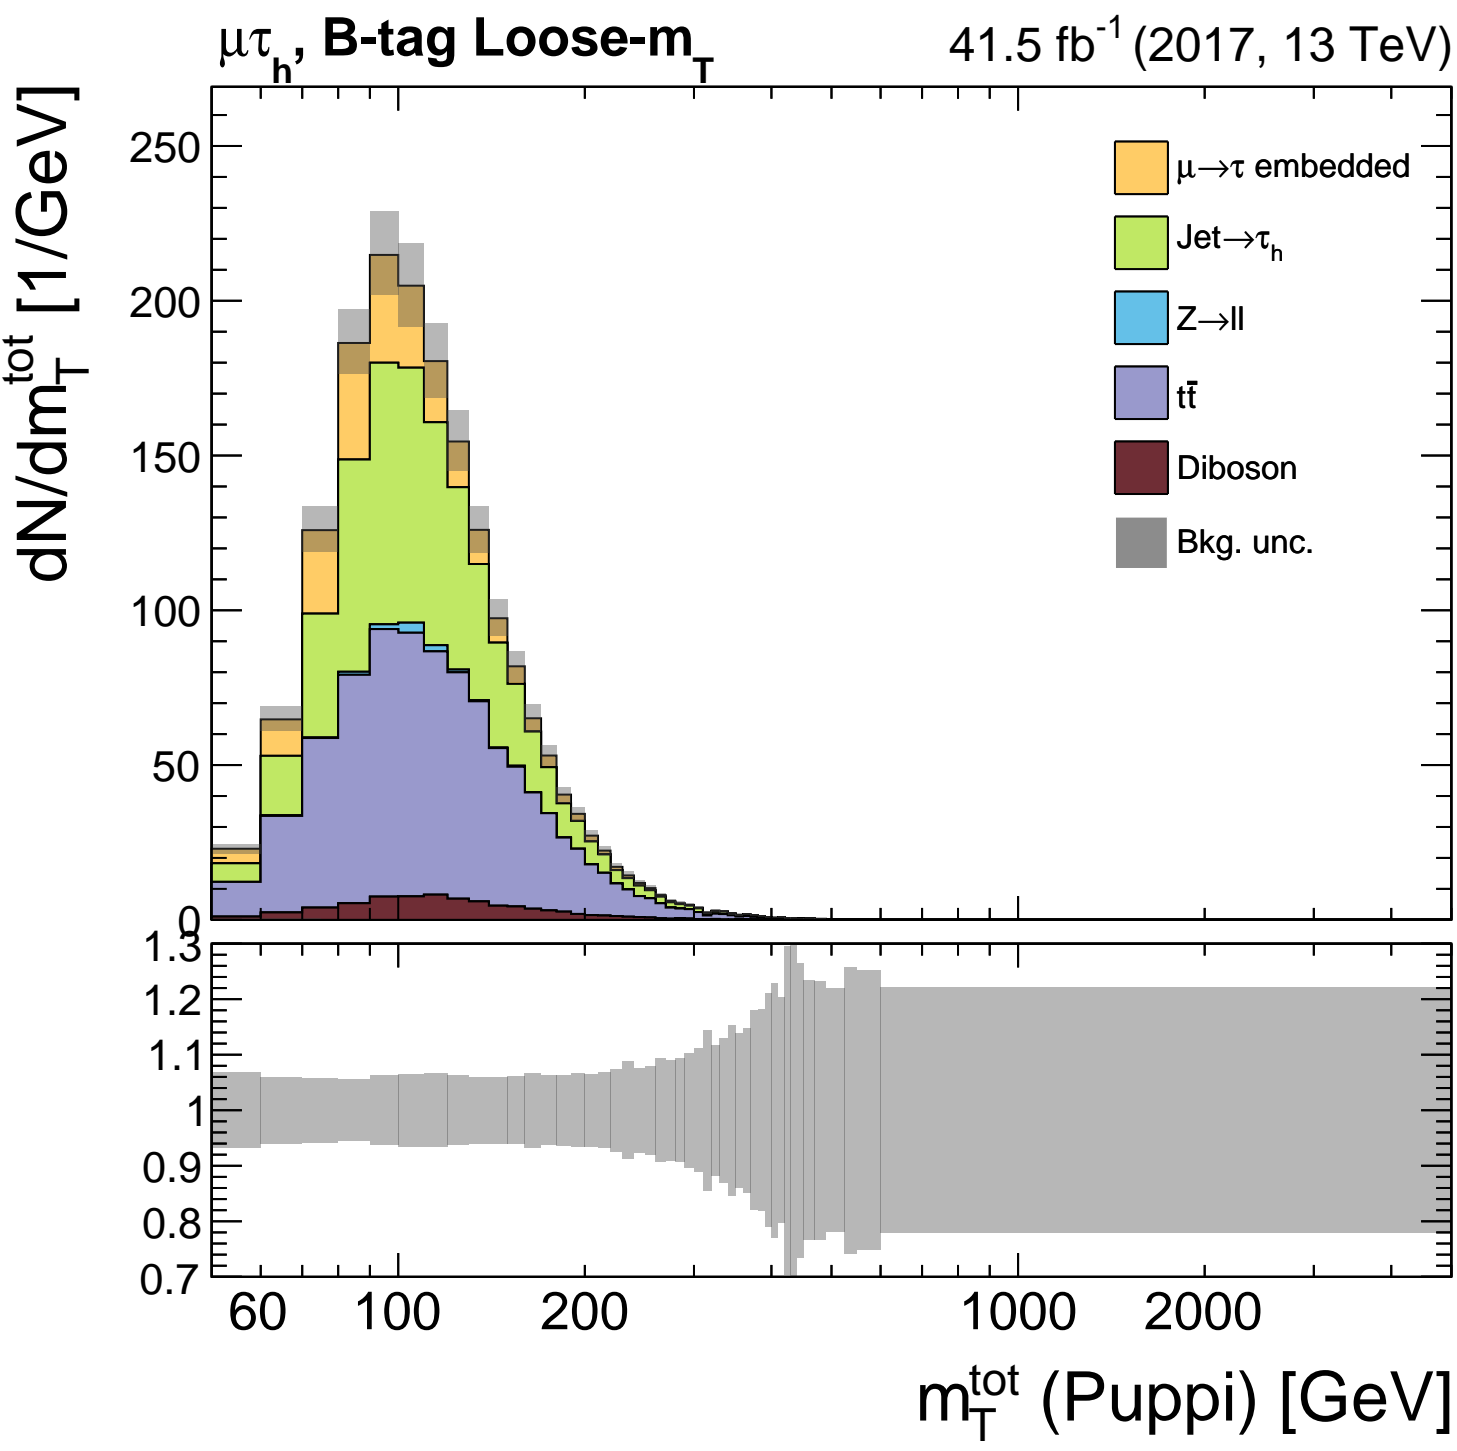 μτh, B-tag Loose-mT
41.5 fb-1 (2017, 13 TeV)
dN/dmTtot [1/GeV]
250
200
150
100
50
0
μ→τ embedded
Jet→τh
Z→ll
tt̄
Diboson
Bkg. unc.
1.3
1.2
1.1
1
0.9
0.8
0.7
60 100 200 1000 2000
mTtot (Puppi) [GeV]